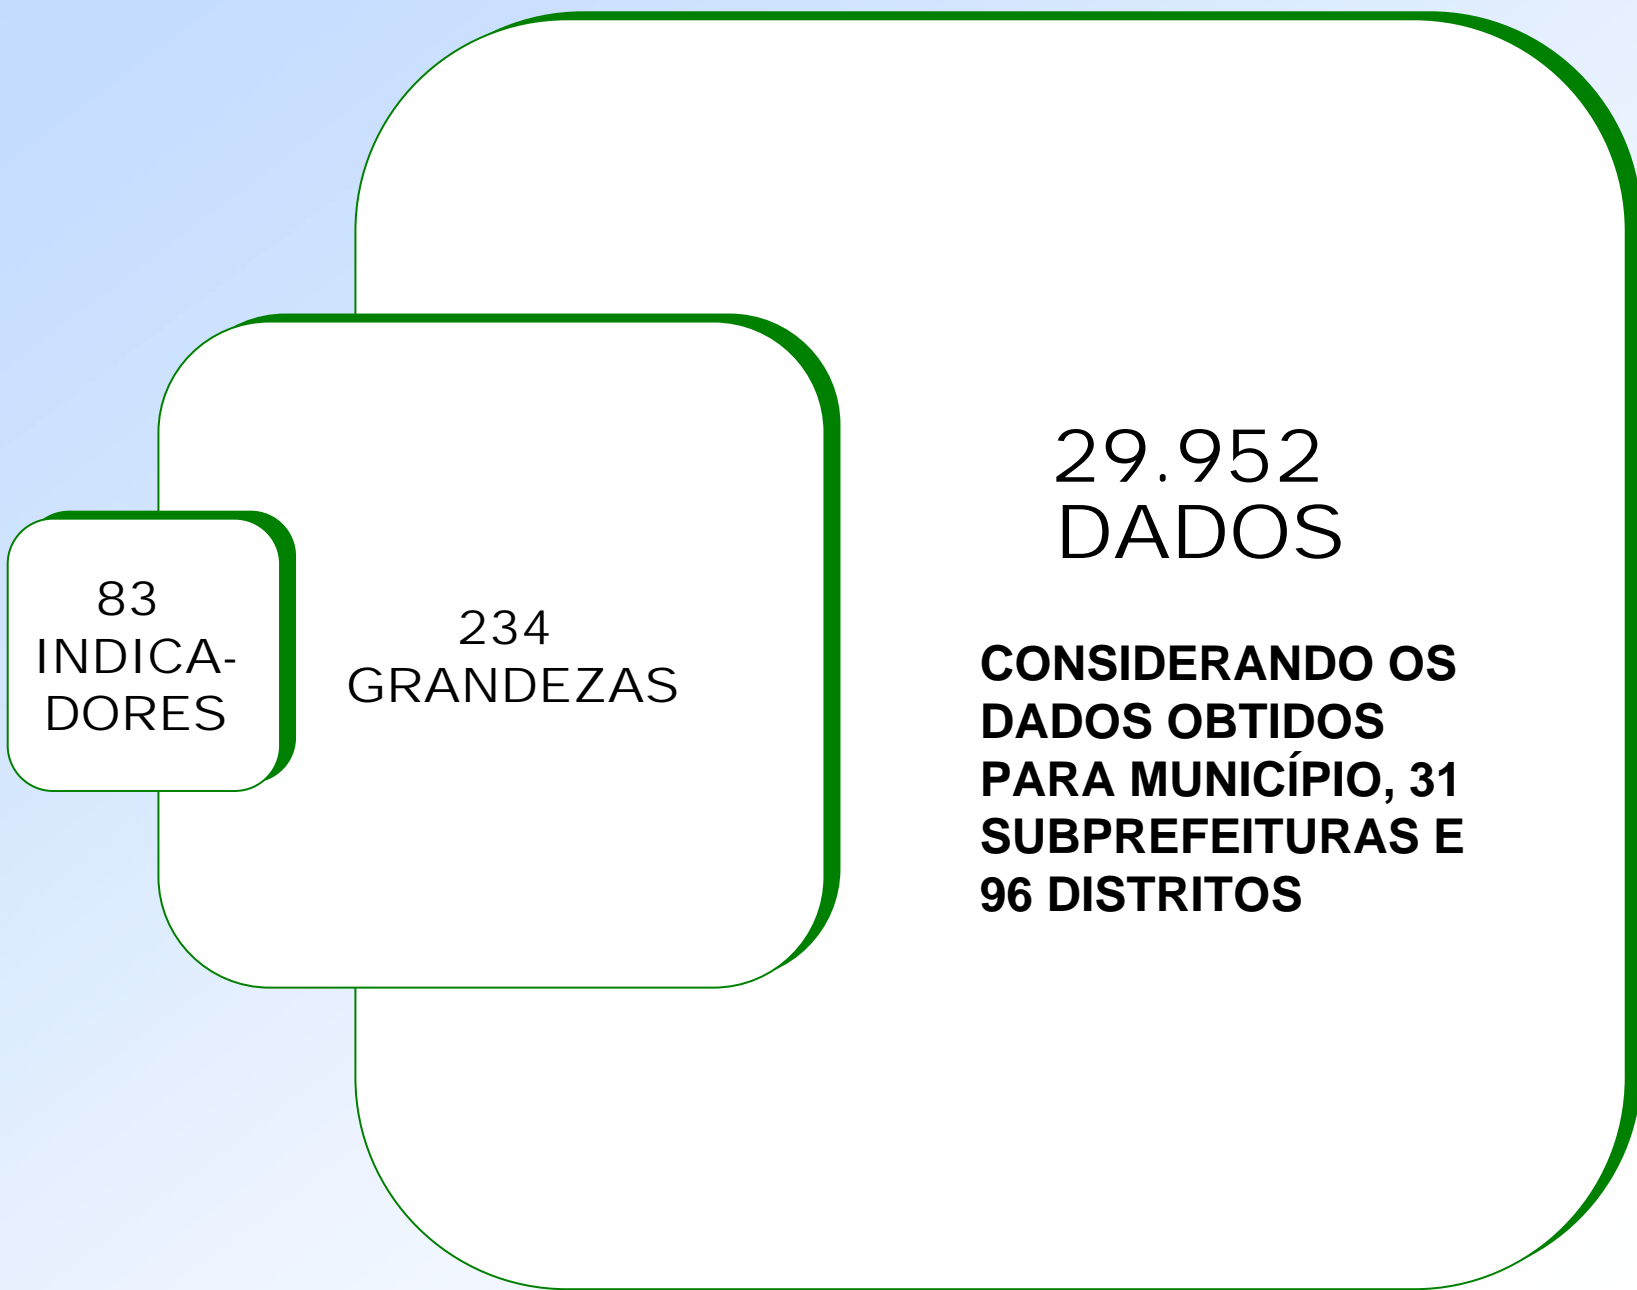 83
INDICA-
DORES
234
GRANDEZAS
29.952
DADOS
CONSIDERANDO OS
DADOS OBTIDOS
PARA MUNICÍPIO, 31
SUBPREFEITURAS E
96 DISTRITOS